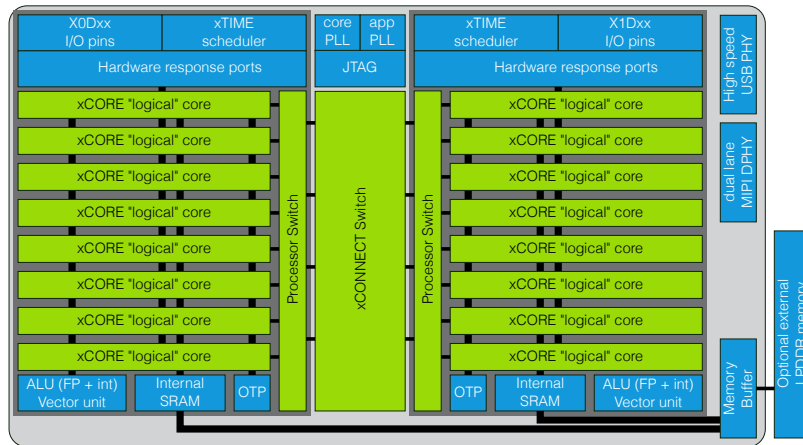 X0Dxx
I/O pins
xTIME
scheduler
core
PLL
app
PLL
xTIME
scheduler
X1Dxx
I/O pins
Hardware response ports
JTAG
Hardware response ports
High speed
USB PHY
xCORE "logical" core
xCORE "logical" core
xCORE "logical" core
xCORE "logical" core
xCORE "logical" core
xCORE "logical" core
xCORE "logical" core
xCORE "logical" core
Processor Switch
xCONNECT Switch
Processor Switch
xCORE "logical" core
xCORE "logical" core
xCORE "logical" core
xCORE "logical" core
xCORE "logical" core
xCORE "logical" core
xCORE "logical" core
xCORE "logical" core
dual lane
MIPI DPHY
ALU (FP + int)
Vector unit
Internal
SRAM
OTP
OTP
Internal
SRAM
ALU (FP + int)
Vector unit
Memory
Buffer
Optional external
LPDDR memory